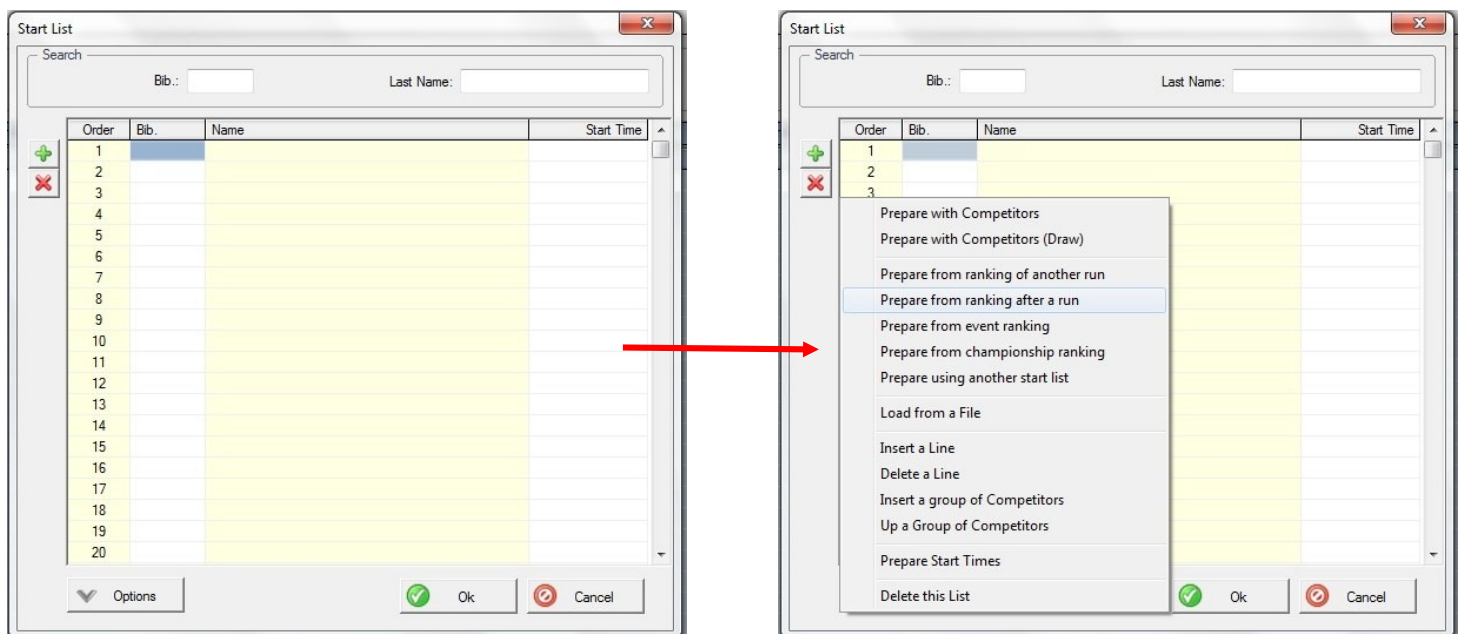 Start List
Search
Bib.: Last Name:
Order Bib. Name Start Time
1
2
3
4
5
6
7
8
9
10
11
12
13
14
15
16
17
18
19
20
Options Ok Cancel
Start List
Search
Bib.: Last Name:
Order Bib. Name Start Time
1
2
3
Prepare with Competitors
Prepare with Competitors (Draw)
Prepare from ranking of another run
Prepare from ranking after a run
Prepare from event ranking
Prepare from championship ranking
Prepare using another start list
Load from a File
Insert a Line
Delete a Line
Insert a group of Competitors
Up a Group of Competitors
Prepare Start Times
Delete this List
Ok Cancel